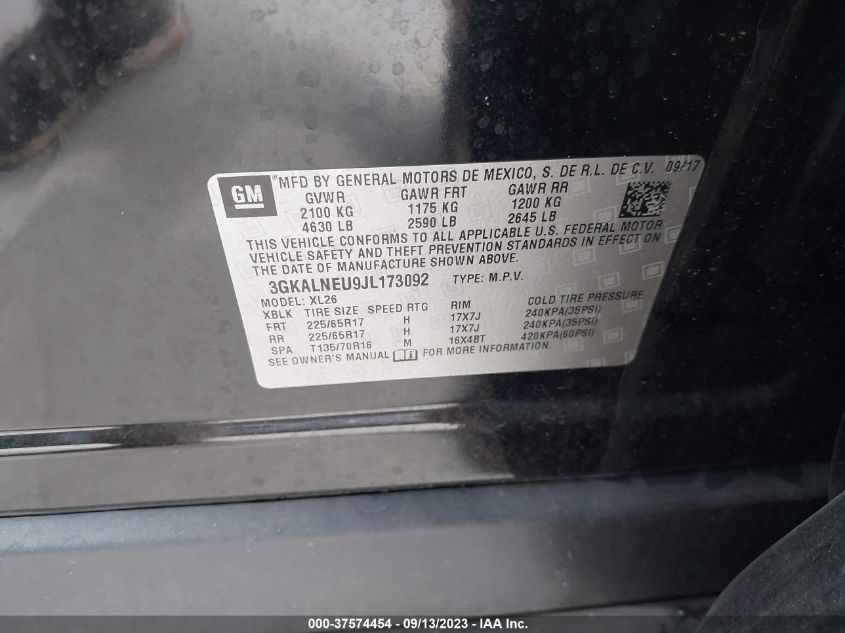 GM
MFD BY GENERAL MOTORS DE MEXICO, S. DE R.L. DE C.V. 09/17
GVWR GAWR FRT GAWR RR
2100 KG 1175 KG 1200 KG
4630 LB 2590 LB 2645 LB
THIS VEHICLE CONFORMS TO ALL APPLICABLE U.S. FEDERAL MOTOR
VEHICLE SAFETY AND THEFT PREVENTION STANDARDS IN EFFECT ON
THE DATE OF MANUFACTURE SHOWN ABOVE.
3GKALNEU9JL173092 TYPE: M.P.V.
MODEL: XL26
XBLK TIRE SIZE SPEED RTG RIM COLD TIRE PRESSURE
FRT 225/65R17 H 17X7J 240KPA(35PSI)
RR 225/65R17 H 17X7J 240KPA(35PSI)
SPA T135/70R16 M 16X4BT 420KPA(60PSI)
SEE OWNER'S MANUAL FOR MORE INFORMATION.
000-37574454 - 09/13/2023 - 1SZ13 - IAA Inc.